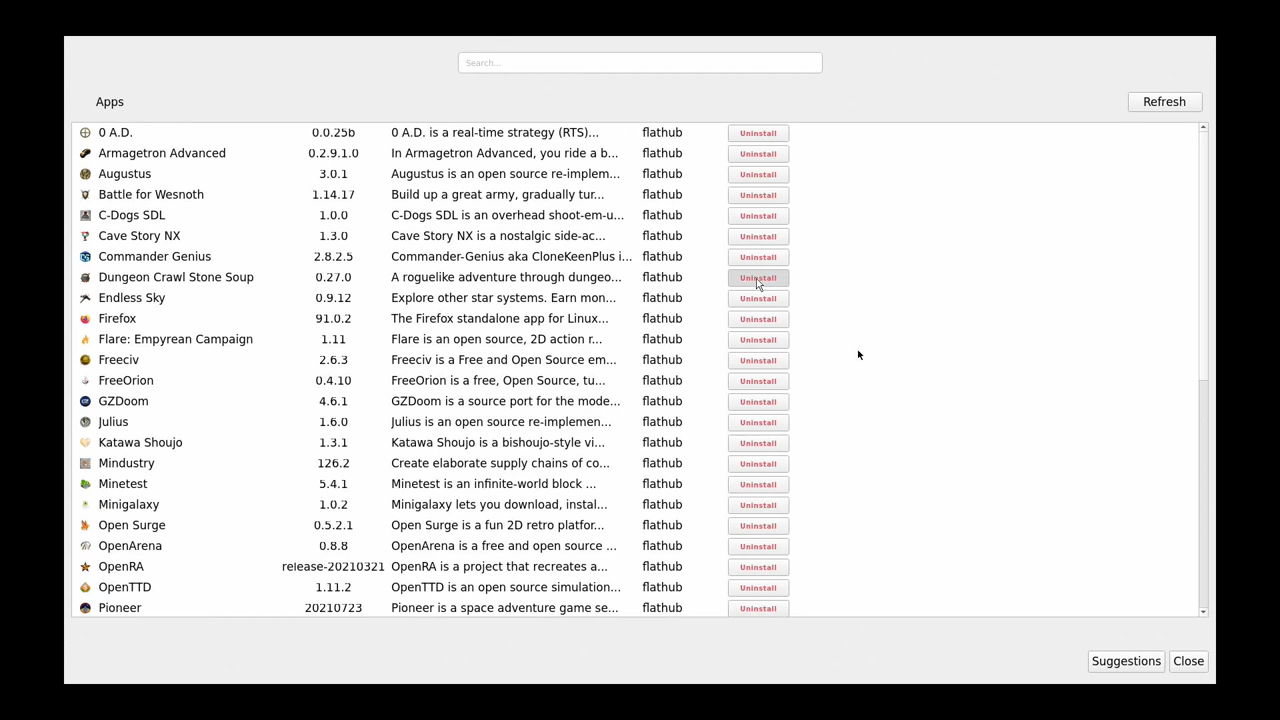 Search...
Apps
Refresh
0 A.D. 0.0.25b 0 A.D. is a real-time strategy (RTS)... flathub Uninstall
Armagetron Advanced 0.2.9.1.0 In Armagetron Advanced, you ride a b... flathub Uninstall
Augustus 3.0.1 Augustus is an open source re-implem... flathub Uninstall
Battle for Wesnoth 1.14.17 Build up a great army, gradually tur... flathub Uninstall
C-Dogs SDL 1.0.0 C-Dogs SDL is an overhead shoot-em-u... flathub Uninstall
Cave Story NX 1.3.0 Cave Story NX is a nostalgic side-ac... flathub Uninstall
Commander Genius 2.8.2.5 Commander-Genius aka CloneKeenPlus i... flathub Uninstall
Dungeon Crawl Stone Soup 0.27.0 A roguelike adventure through dungeo... flathub Uninstall
Endless Sky 0.9.12 Explore other star systems. Earn mon... flathub Uninstall
Firefox 91.0.2 The Firefox standalone app for Linux... flathub Uninstall
Flare: Empyrean Campaign 1.11 Flare is an open source, 2D action r... flathub Uninstall
Freeciv 2.6.3 Freeciv is a Free and Open Source em... flathub Uninstall
FreeOrion 0.4.10 FreeOrion is a free, Open Source, tu... flathub Uninstall
GZDoom 4.6.1 GZDoom is a source port for the mode... flathub Uninstall
Julius 1.6.0 Julius is an open source re-implemen... flathub Uninstall
Katawa Shoujo 1.3.1 Katawa Shoujo is a bishoujo-style vi... flathub Uninstall
Mindustry 126.2 Create elaborate supply chains of co... flathub Uninstall
Minetest 5.4.1 Minetest is an infinite-world block ... flathub Uninstall
Minigalaxy 1.0.2 Minigalaxy lets you download, instal... flathub Uninstall
Open Surge 0.5.2.1 Open Surge is a fun 2D retro platfor... flathub Uninstall
OpenArena 0.8.8 OpenArena is a free and open source ... flathub Uninstall
OpenRA release-20210321 OpenRA is a project that recreates a... flathub Uninstall
OpenTTD 1.11.2 OpenTTD is an open source simulation... flathub Uninstall
Pioneer 20210723 Pioneer is a space adventure game se... flathub Uninstall
Suggestions Close